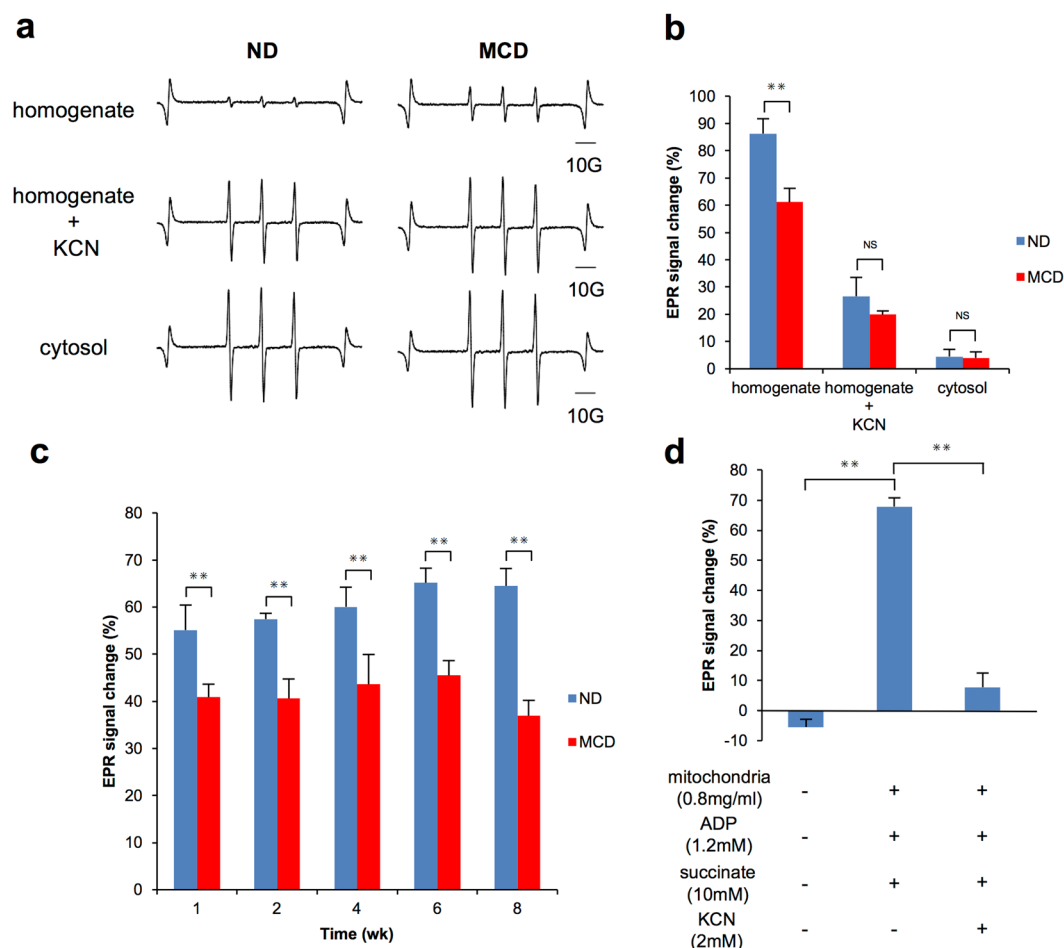 a
ND MCD
homogenate
10G
10G
homogenate
+
KCN
10G
10G
cytosol
10G
10G
b
EPR signal change (%)
100
90
80
70
60
50
40
30
20
10
0
**
NS
NS
homogenate homogenate cytosol
+
KCN
ND
MCD
c
EPR signal change (%)
80
70
60
50
40
30
20
10
0
** ** ** ** **
1 2 4 6 8
Time (wk)
ND
MCD
d
EPR signal change (%)
80
70
60
50
40
30
20
10
0
-10
** **
mitochondria
(0.8mg/ml) - + +
ADP
(1.2mM) - + +
succinate
(10mM) - + +
KCN
(2mM) - - +